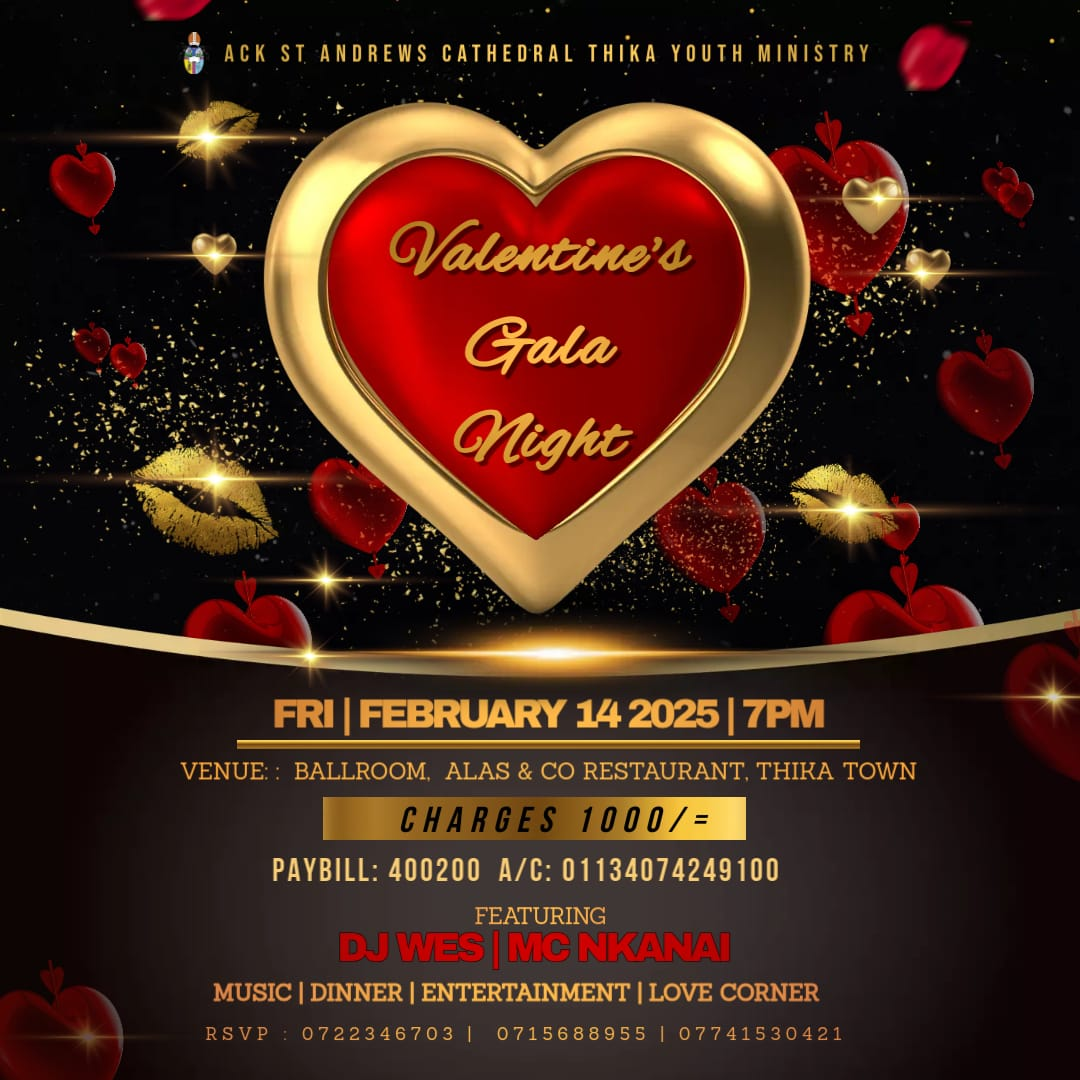 ACK ST ANDREWS CATHEDRAL THIKA YOUTH MINISTRY
Valentine's
Gala
Night
FRI | FEBRUARY 14 2025 | 7PM
VENUE: : BALLROOM, ALAS & CO RESTAURANT, THIKA TOWN
CHARGES 1000/=
PAYBILL: 400200 A/C: 01134074249100
FEATURING
DJ WES | MC NKANAI
MUSIC | DINNER | ENTERTAINMENT | LOVE CORNER
RSVP : 0722346703 | 0715688955 | 07741530421